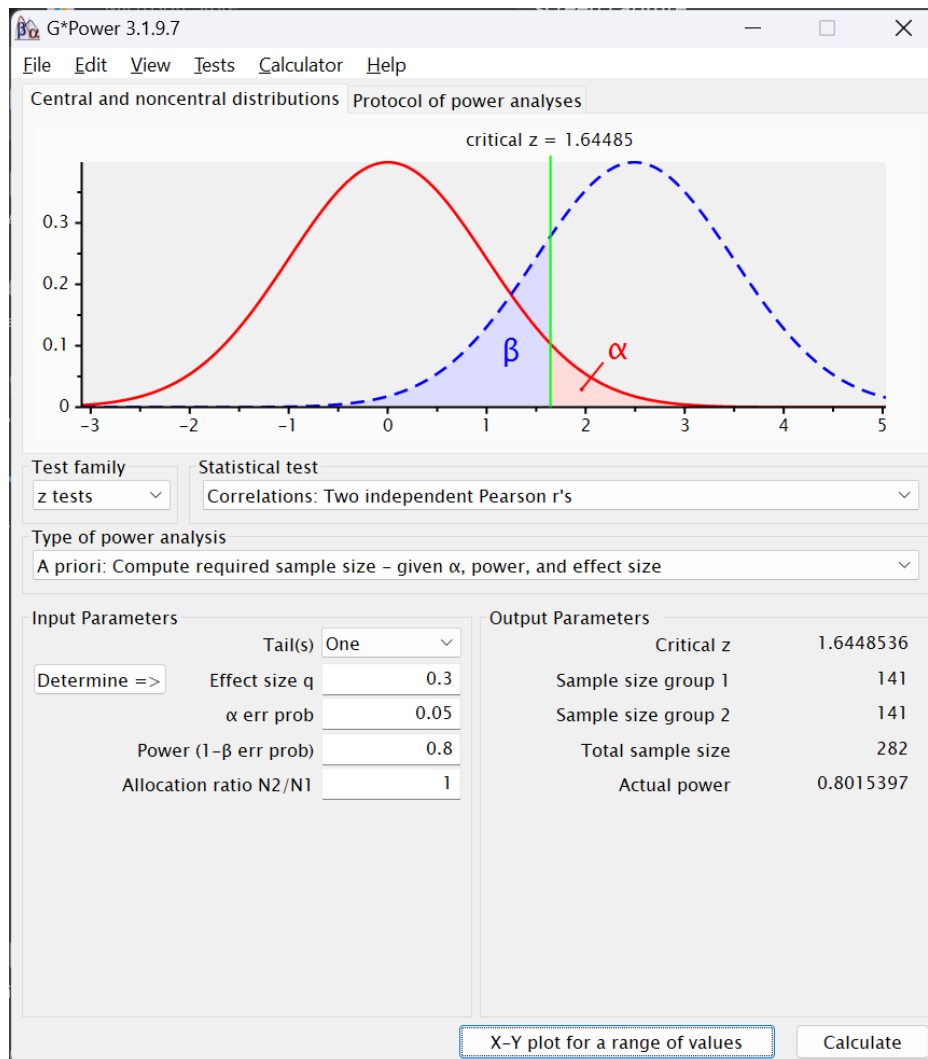 G*Power 3.1.9.7
File Edit View Tests Calculator Help
Central and noncentral distributions Protocol of power analyses
critical z = 1.64485
0.3
0.2
0.1
0
β
α
-3 -2 -1 0 1 2 3 4 5
Test family Statistical test
z tests Correlations: Two independent Pearson r's
Type of power analysis
A priori: Compute required sample size – given α, power, and effect size
Input Parameters
Tail(s) One
Determine => Effect size q 0.3
α err prob 0.05
Power (1-β err prob) 0.8
Allocation ratio N2/N1 1
Output Parameters
Critical z 1.6448536
Sample size group 1 141
Sample size group 2 141
Total sample size 282
Actual power 0.8015397
X-Y plot for a range of values Calculate